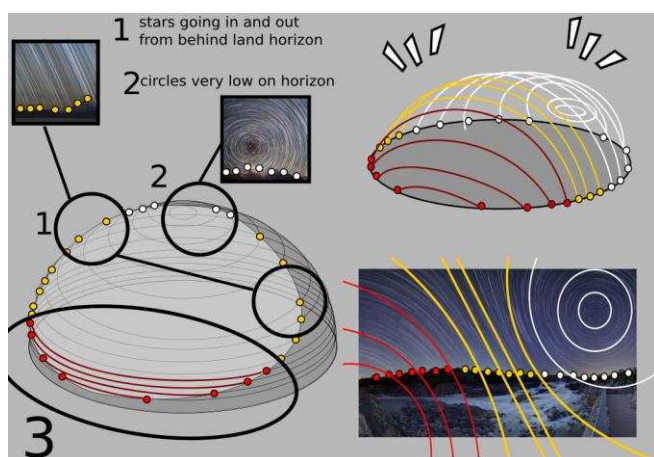 1 stars going in and out
from behind land horizon
2 circles very low on horizon
2
1
3